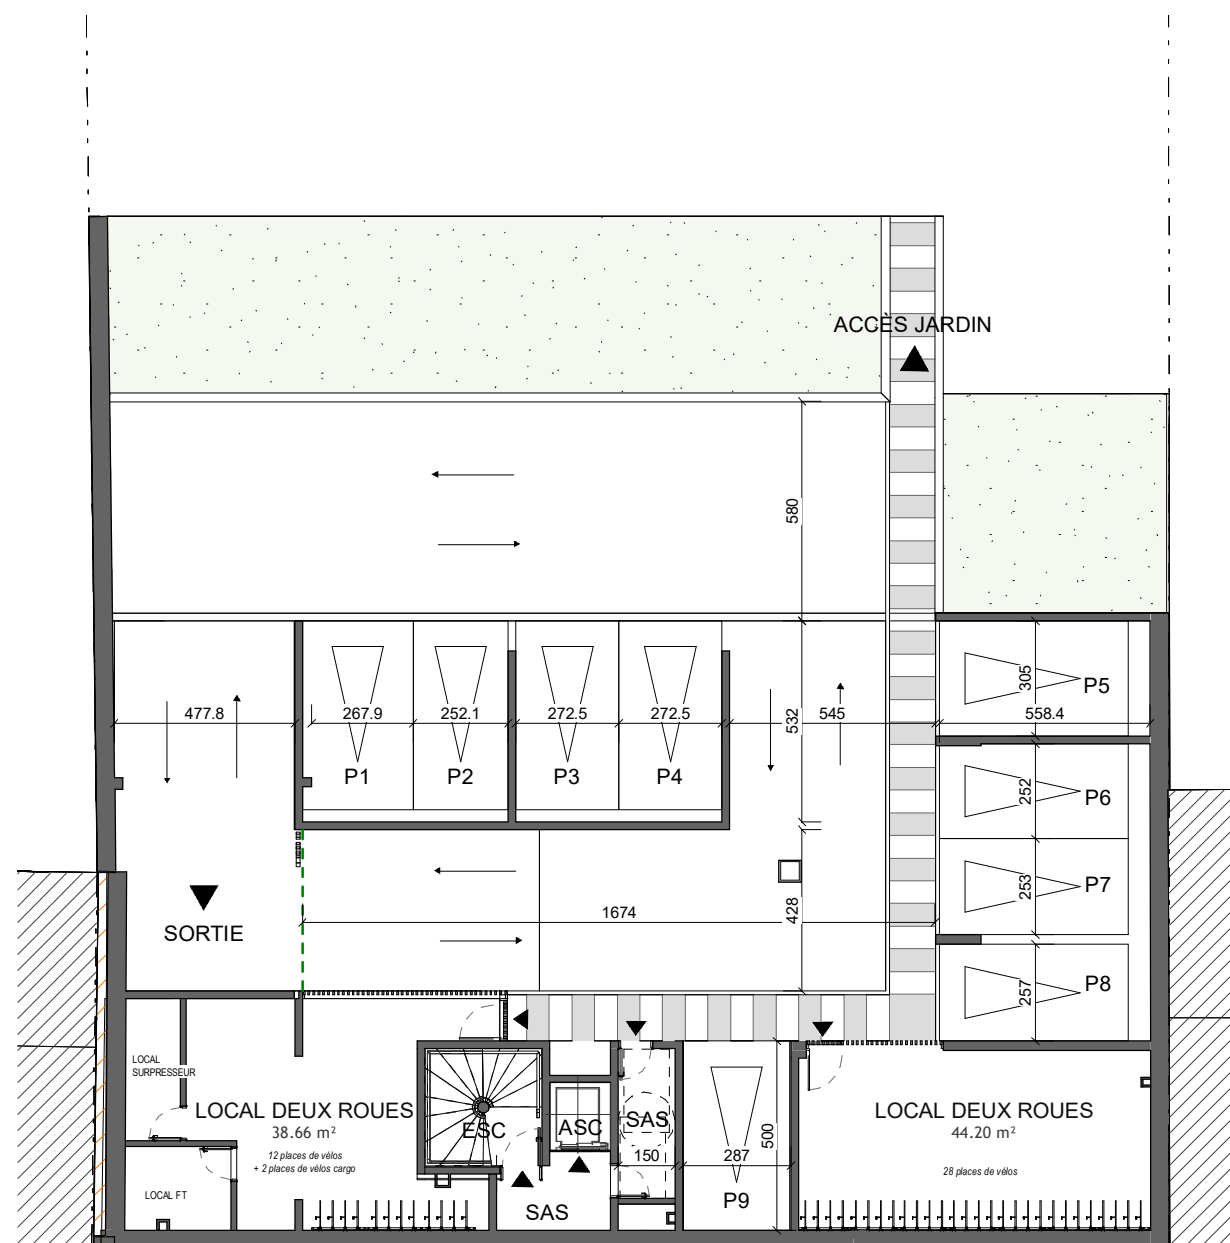 ACCÈS JARDIN
580
477.8
267.9
252.1
272.5
272.5
532
545
305
558.4
P5
P1
P2
P3
P4
252
P6
253
P7
428
1674
SORTIE
257
P8
LOCAL
SURPRESSEUR
LOCAL DEUX ROUES
38.66 m²
12 places de vélos
+ 2 places de vélos cargo
LOCAL FT
ESC
ASC
SAS
SAS
150
287
500
P9
LOCAL DEUX ROUES
44.20 m²
28 places de vélos